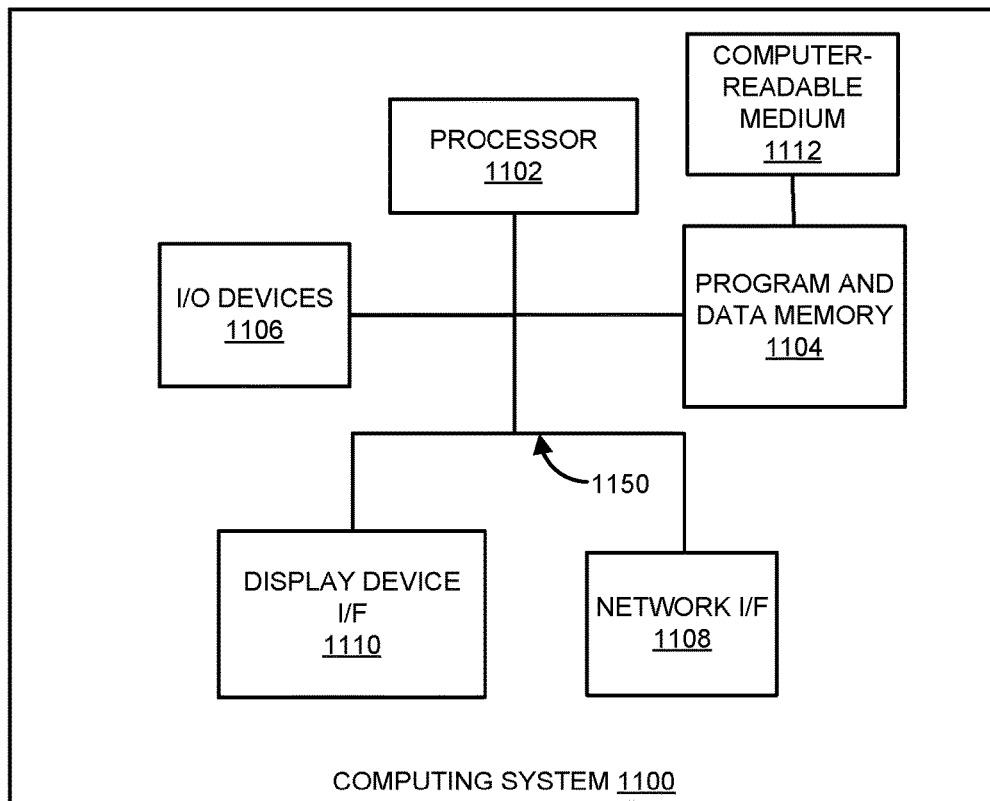 COMPUTER-
READABLE
MEDIUM
1112
PROCESSOR
1102
I/O DEVICES
1106
PROGRAM AND
DATA MEMORY
1104
1150
DISPLAY DEVICE
I/F
1110
NETWORK I/F
1108
COMPUTING SYSTEM 1100